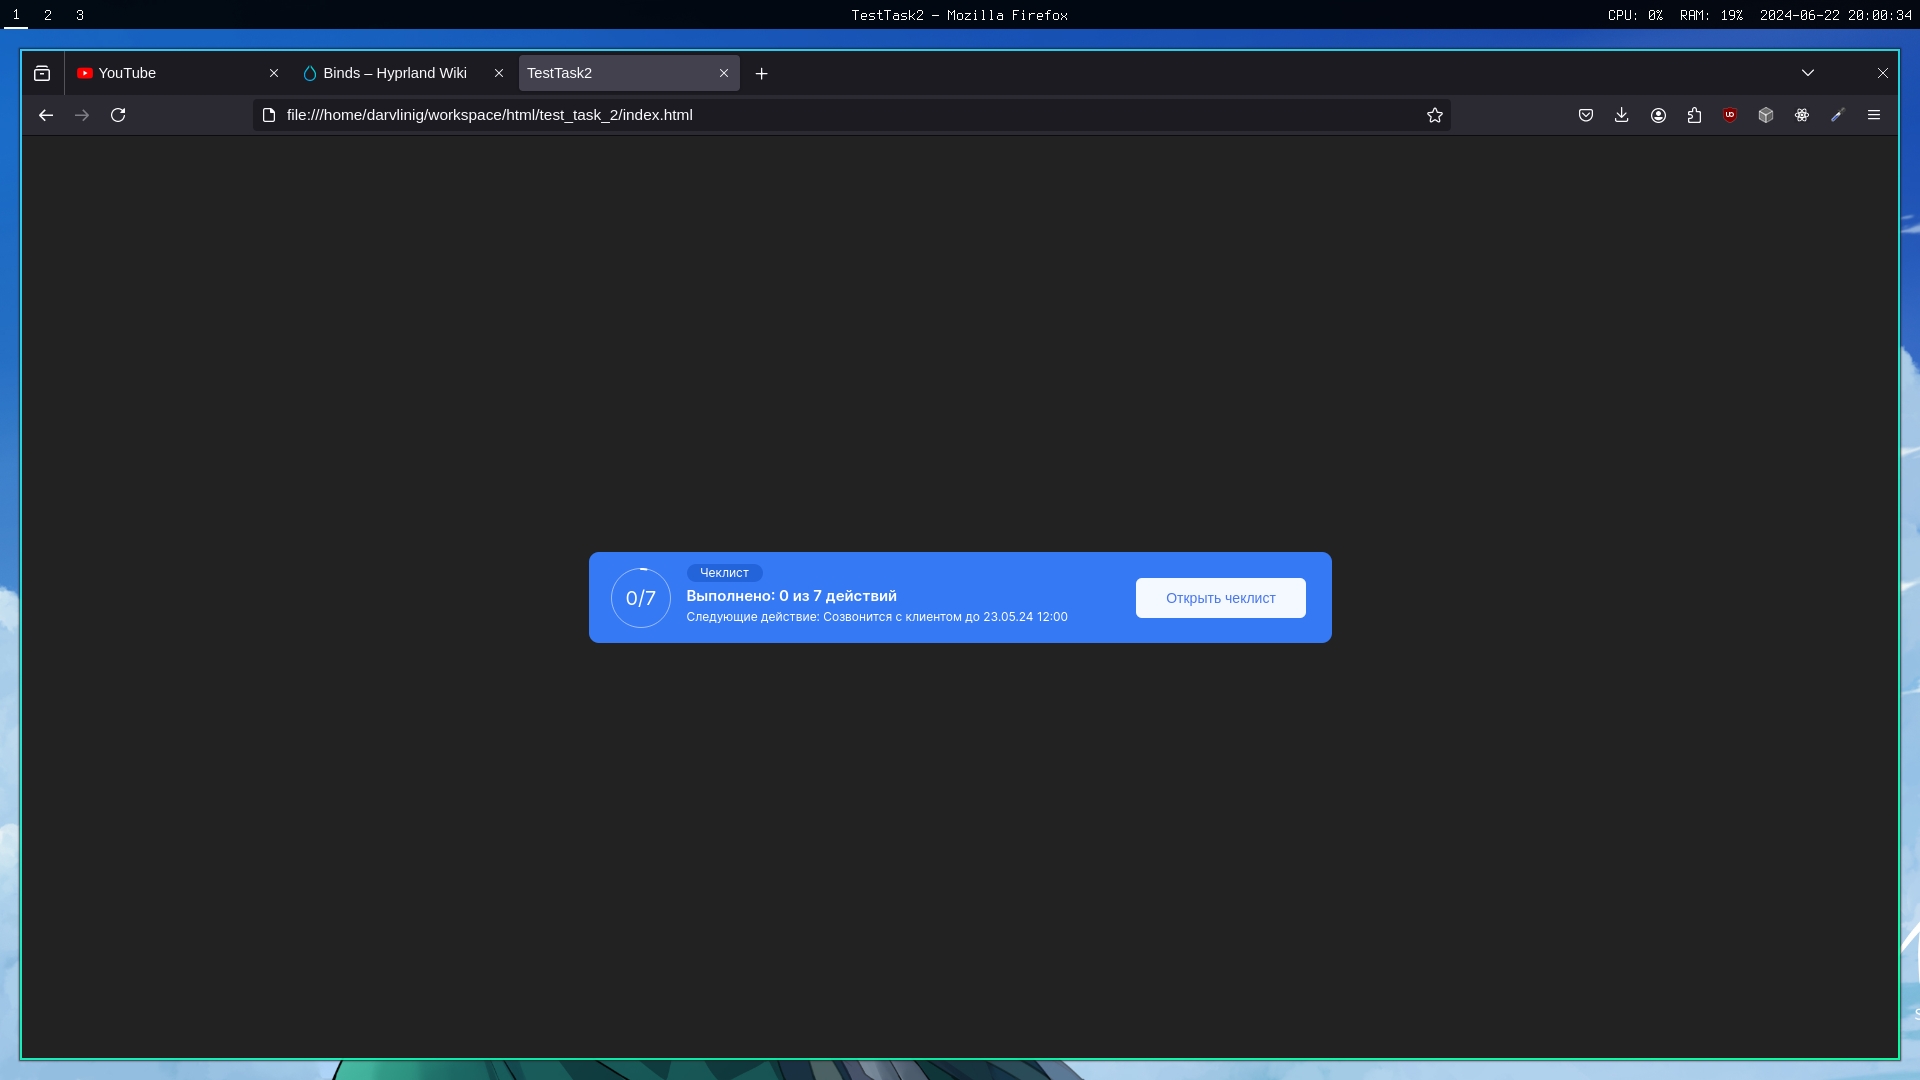 1 2 3 TestTask2 — Mozilla Firefox CPU: 0% RAM: 19% 2024-06-22 20:00:34
YouTube Binds – Hyprland Wiki TestTask2
file:///home/darvlinig/workspace/html/test_task_2/index.html
Чеклист
0/7
Выполнено: 0 из 7 действий
Следующие действие: Созвонится с клиентом до 23.05.24 12:00
Открыть чеклист